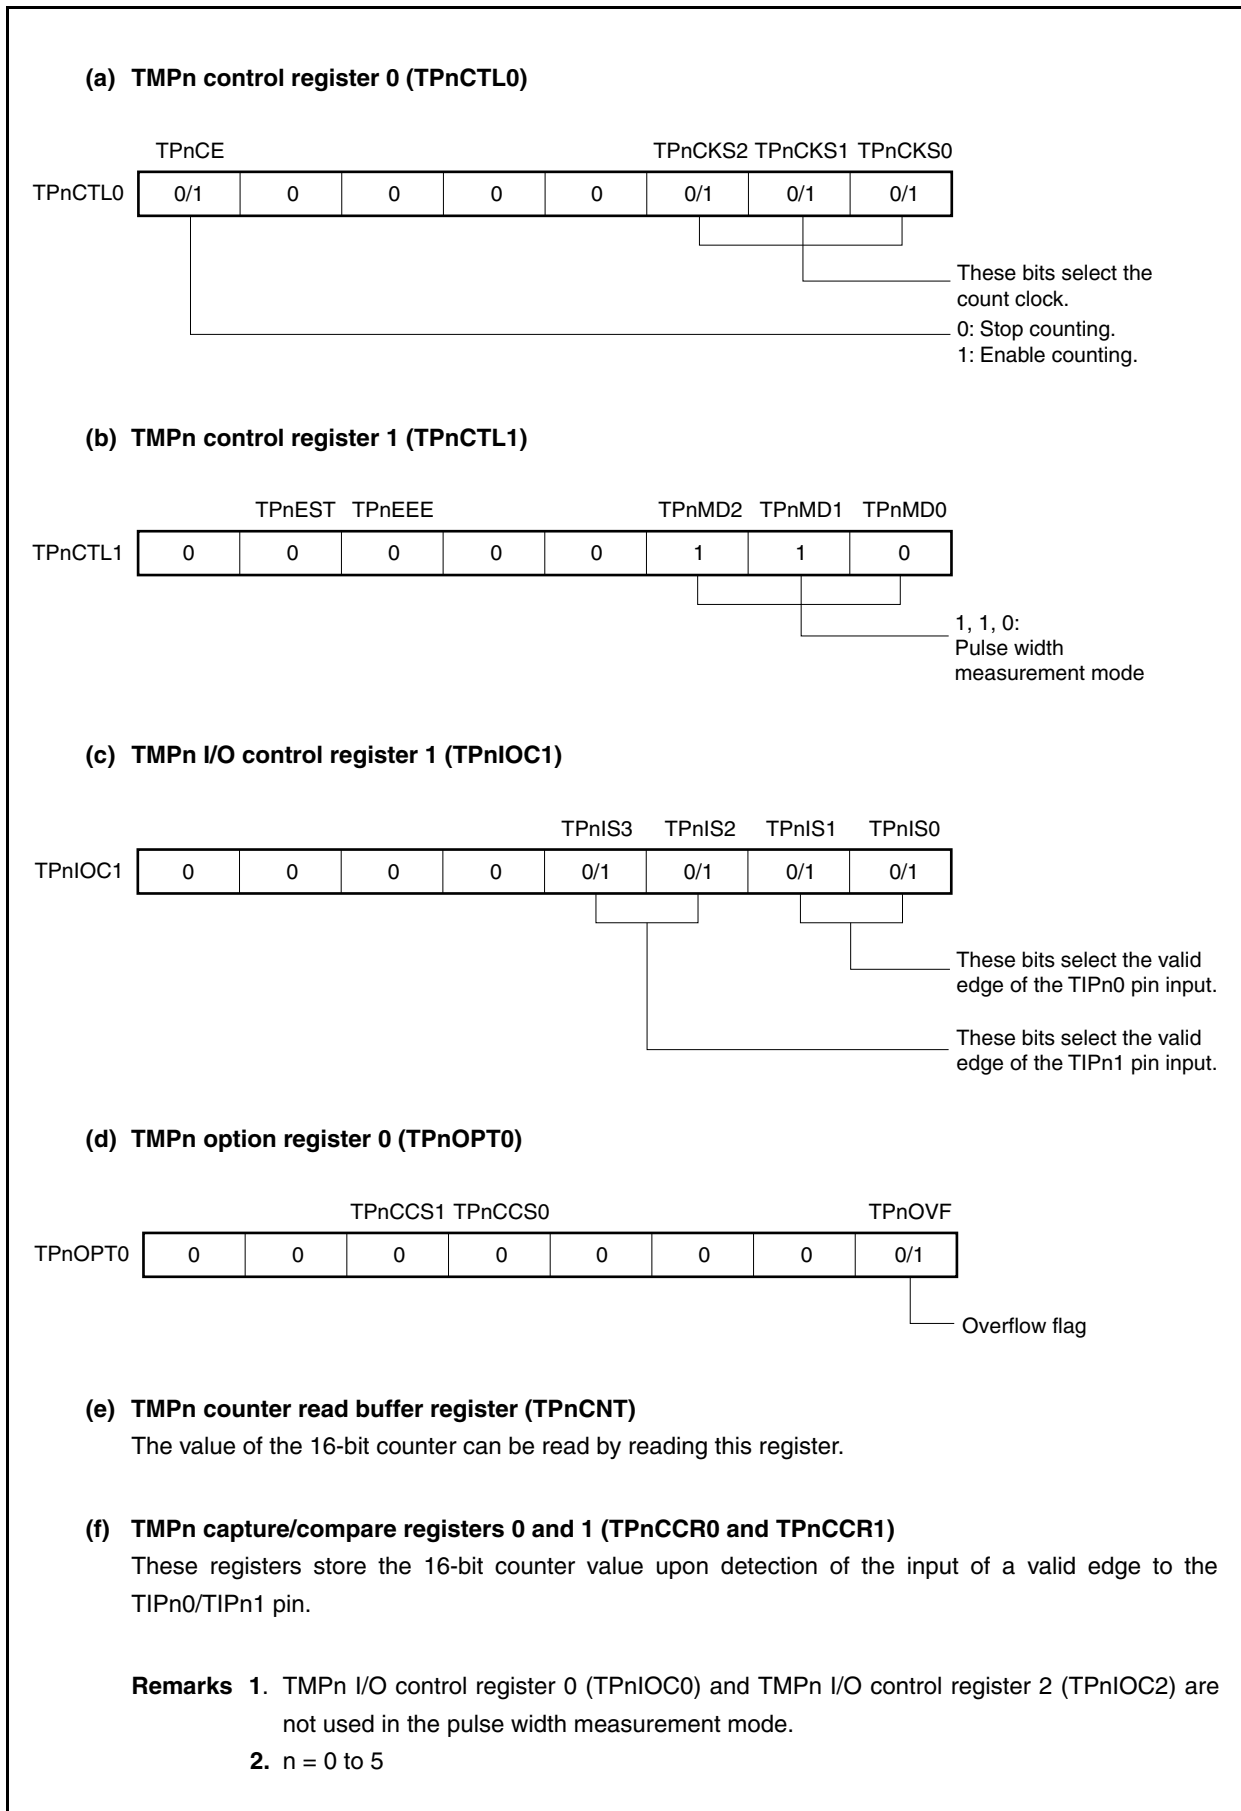 (a) TMPn control register 0 (TPnCTL0)
TPnCE TPnCKS2 TPnCKS1 TPnCKS0
TPnCTL0 0/1 0 0 0 0 0/1 0/1 0/1
These bits select the
count clock.
0: Stop counting.
1: Enable counting.
(b) TMPn control register 1 (TPnCTL1)
TPnEST TPnEEE TPnMD2 TPnMD1 TPnMD0
TPnCTL1 0 0 0 0 0 1 1 0
1, 1, 0:
Pulse width
measurement mode
(c) TMPn I/O control register 1 (TPnIOC1)
TPnIS3 TPnIS2 TPnIS1 TPnIS0
TPnIOC1 0 0 0 0 0/1 0/1 0/1 0/1
These bits select the valid
edge of the TIPn0 pin input.
These bits select the valid
edge of the TIPn1 pin input.
(d) TMPn option register 0 (TPnOPT0)
TPnCCS1 TPnCCS0 TPnOVF
TPnOPT0 0 0 0 0 0 0 0 0/1
Overflow flag
(e) TMPn counter read buffer register (TPnCNT)
The value of the 16-bit counter can be read by reading this register.
(f) TMPn capture/compare registers 0 and 1 (TPnCCR0 and TPnCCR1)
These registers store the 16-bit counter value upon detection of the input of a valid edge to the
TIPn0/TIPn1 pin.
Remarks 1. TMPn I/O control register 0 (TPnIOC0) and TMPn I/O control register 2 (TPnIOC2) are
not used in the pulse width measurement mode.
2. n = 0 to 5